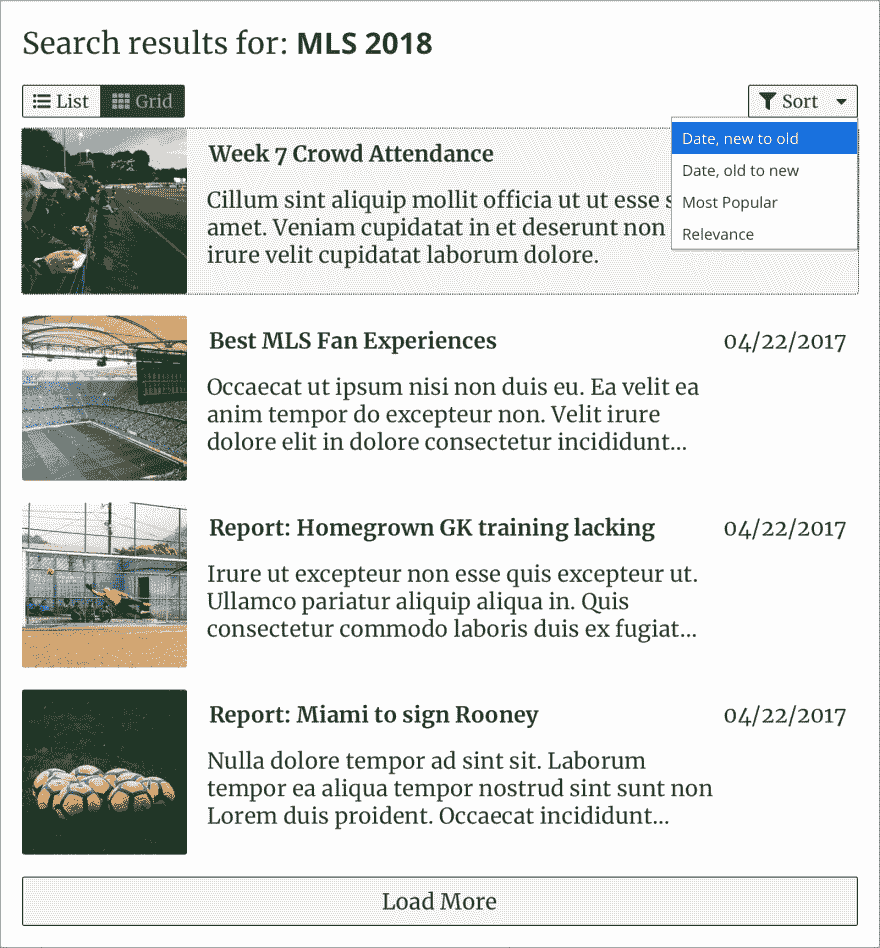 Search results for: MLS 2018
List Grid Sort
Date, new to old
Date, old to new
Most Popular
Relevance
Week 7 Crowd Attendance
Cillum sint aliquip mollit officia ut ut esse
amet. Veniam cupidatat in et deserunt non
irure velit cupidatat laborum dolore.
Best MLS Fan Experiences 04/22/2017
Occaecat ut ipsum nisi non duis eu. Ea velit ea
anim tempor do excepteur non. Velit irure
dolore elit in dolore consectetur incididunt...
Report: Homegrown GK training lacking 04/22/2017
Irure ut excepteur non esse quis excepteur ut.
Ullamco pariatur aliquip aliqua in. Quis
consectetur commodo laboris duis ex fugiat...
Report: Miami to sign Rooney 04/22/2017
Nulla dolore tempor ad sint sit. Laborum
tempor ea aliqua tempor nostrud sint sunt non
Lorem duis proident. Occaecat incididunt...
Load More